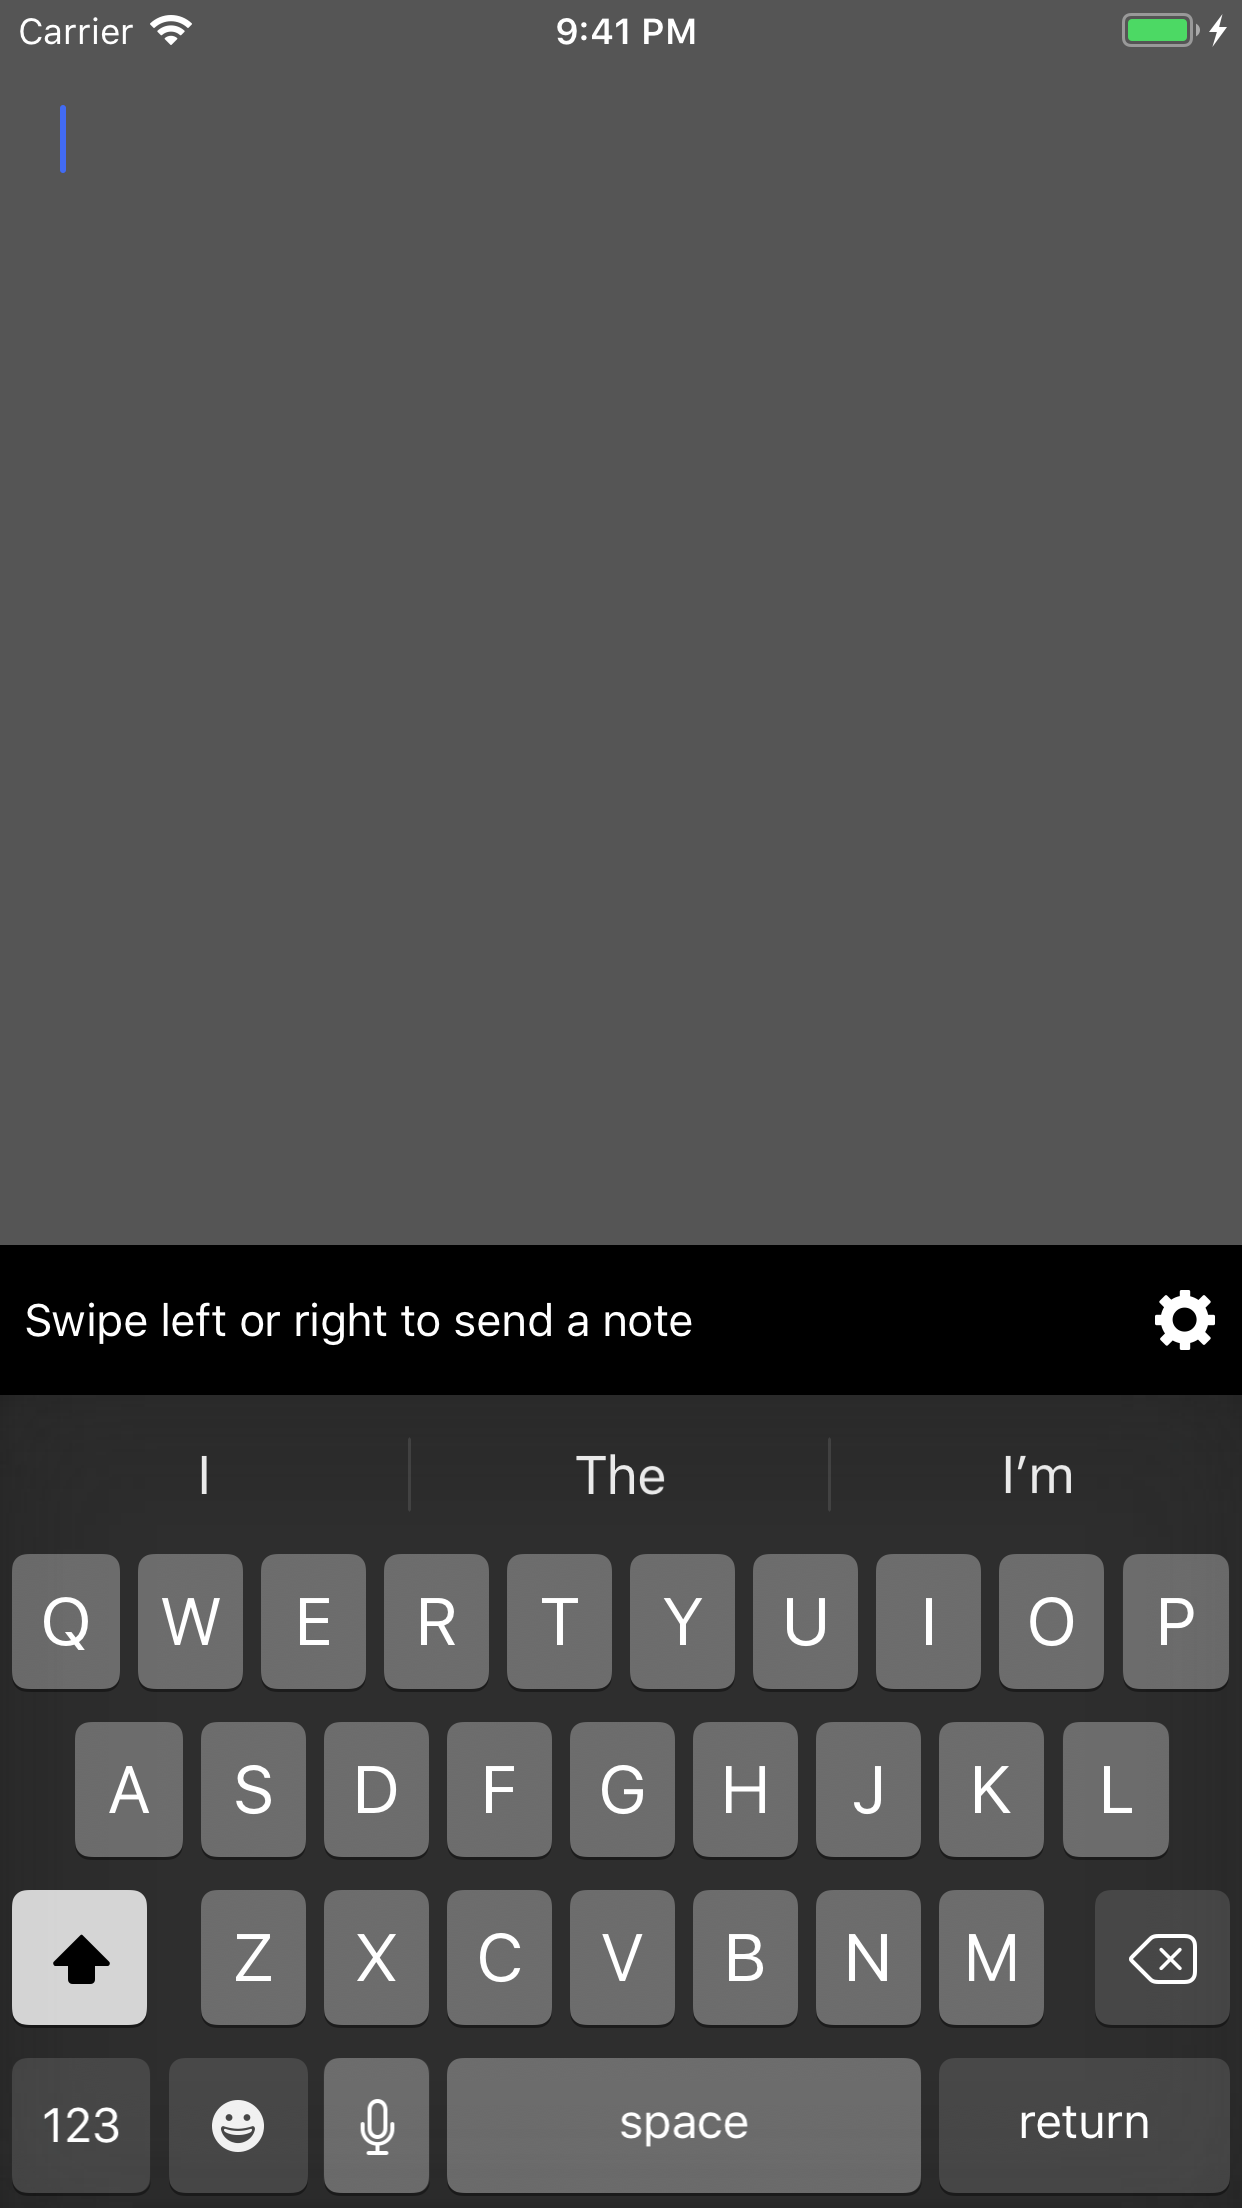 Carrier 9:41 PM
Swipe left or right to send a note
I The I’m
Q W E R T Y U I O P
A S D F G H J K L
Z X C V B N M
123 space return